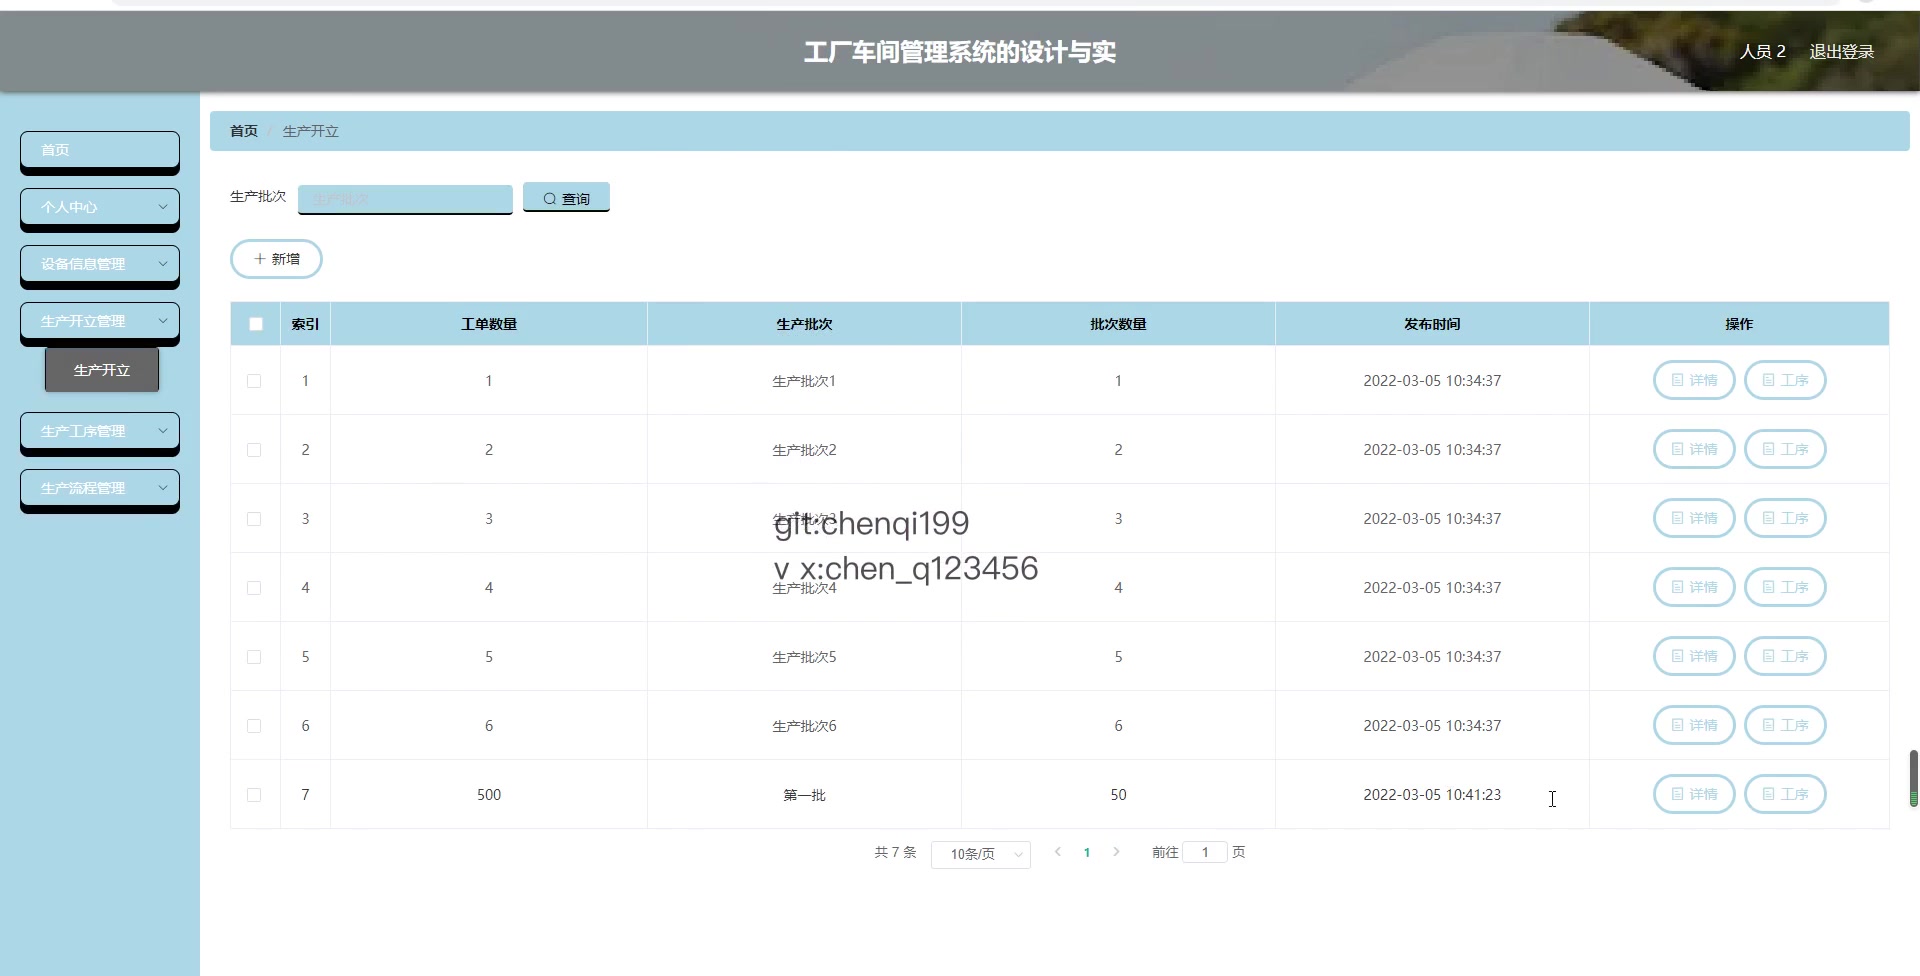 工厂车间管理系统的设计与实
人员 2 退出登录
首页
个人中心
设备信息管理
生产开立管理
生产开立
生产工序管理
生产流程管理
首页 / 生产开立
生产批次 生产批次 查询
新增
索引 工单数量 生产批次 批次数量 发布时间 操作
1 1 生产批次1 1 2022-03-05 10:34:37 详情 工序
2 2 生产批次2 2 2022-03-05 10:34:37 详情 工序
3 3 生产批次3 3 2022-03-05 10:34:37 详情 工序
git:chenqi199
v x:chen_q123456
4 4 生产批次4 4 2022-03-05 10:34:37 详情 工序
5 5 生产批次5 5 2022-03-05 10:34:37 详情 工序
6 6 生产批次6 6 2022-03-05 10:34:37 详情 工序
7 500 第一批 50 2022-03-05 10:41:23 详情 工序
共 7 条 10条/页 1 前往 1 页